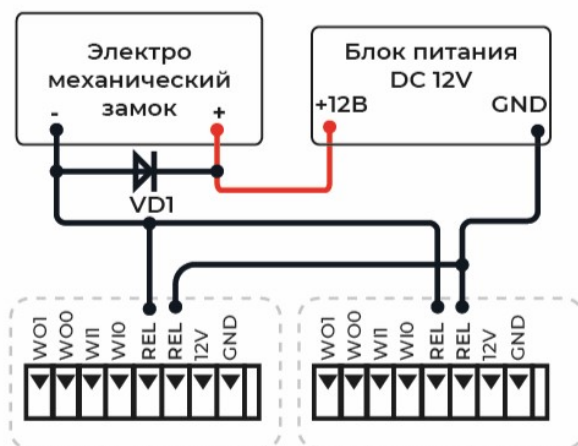 Электро
механический
замок
- +
Блок питания
DC 12V
+12В GND
VD1
WO1 WO0 WI1 WI0 REL REL 12V GND
WO1 WO0 WI1 WI0 REL REL 12V GND